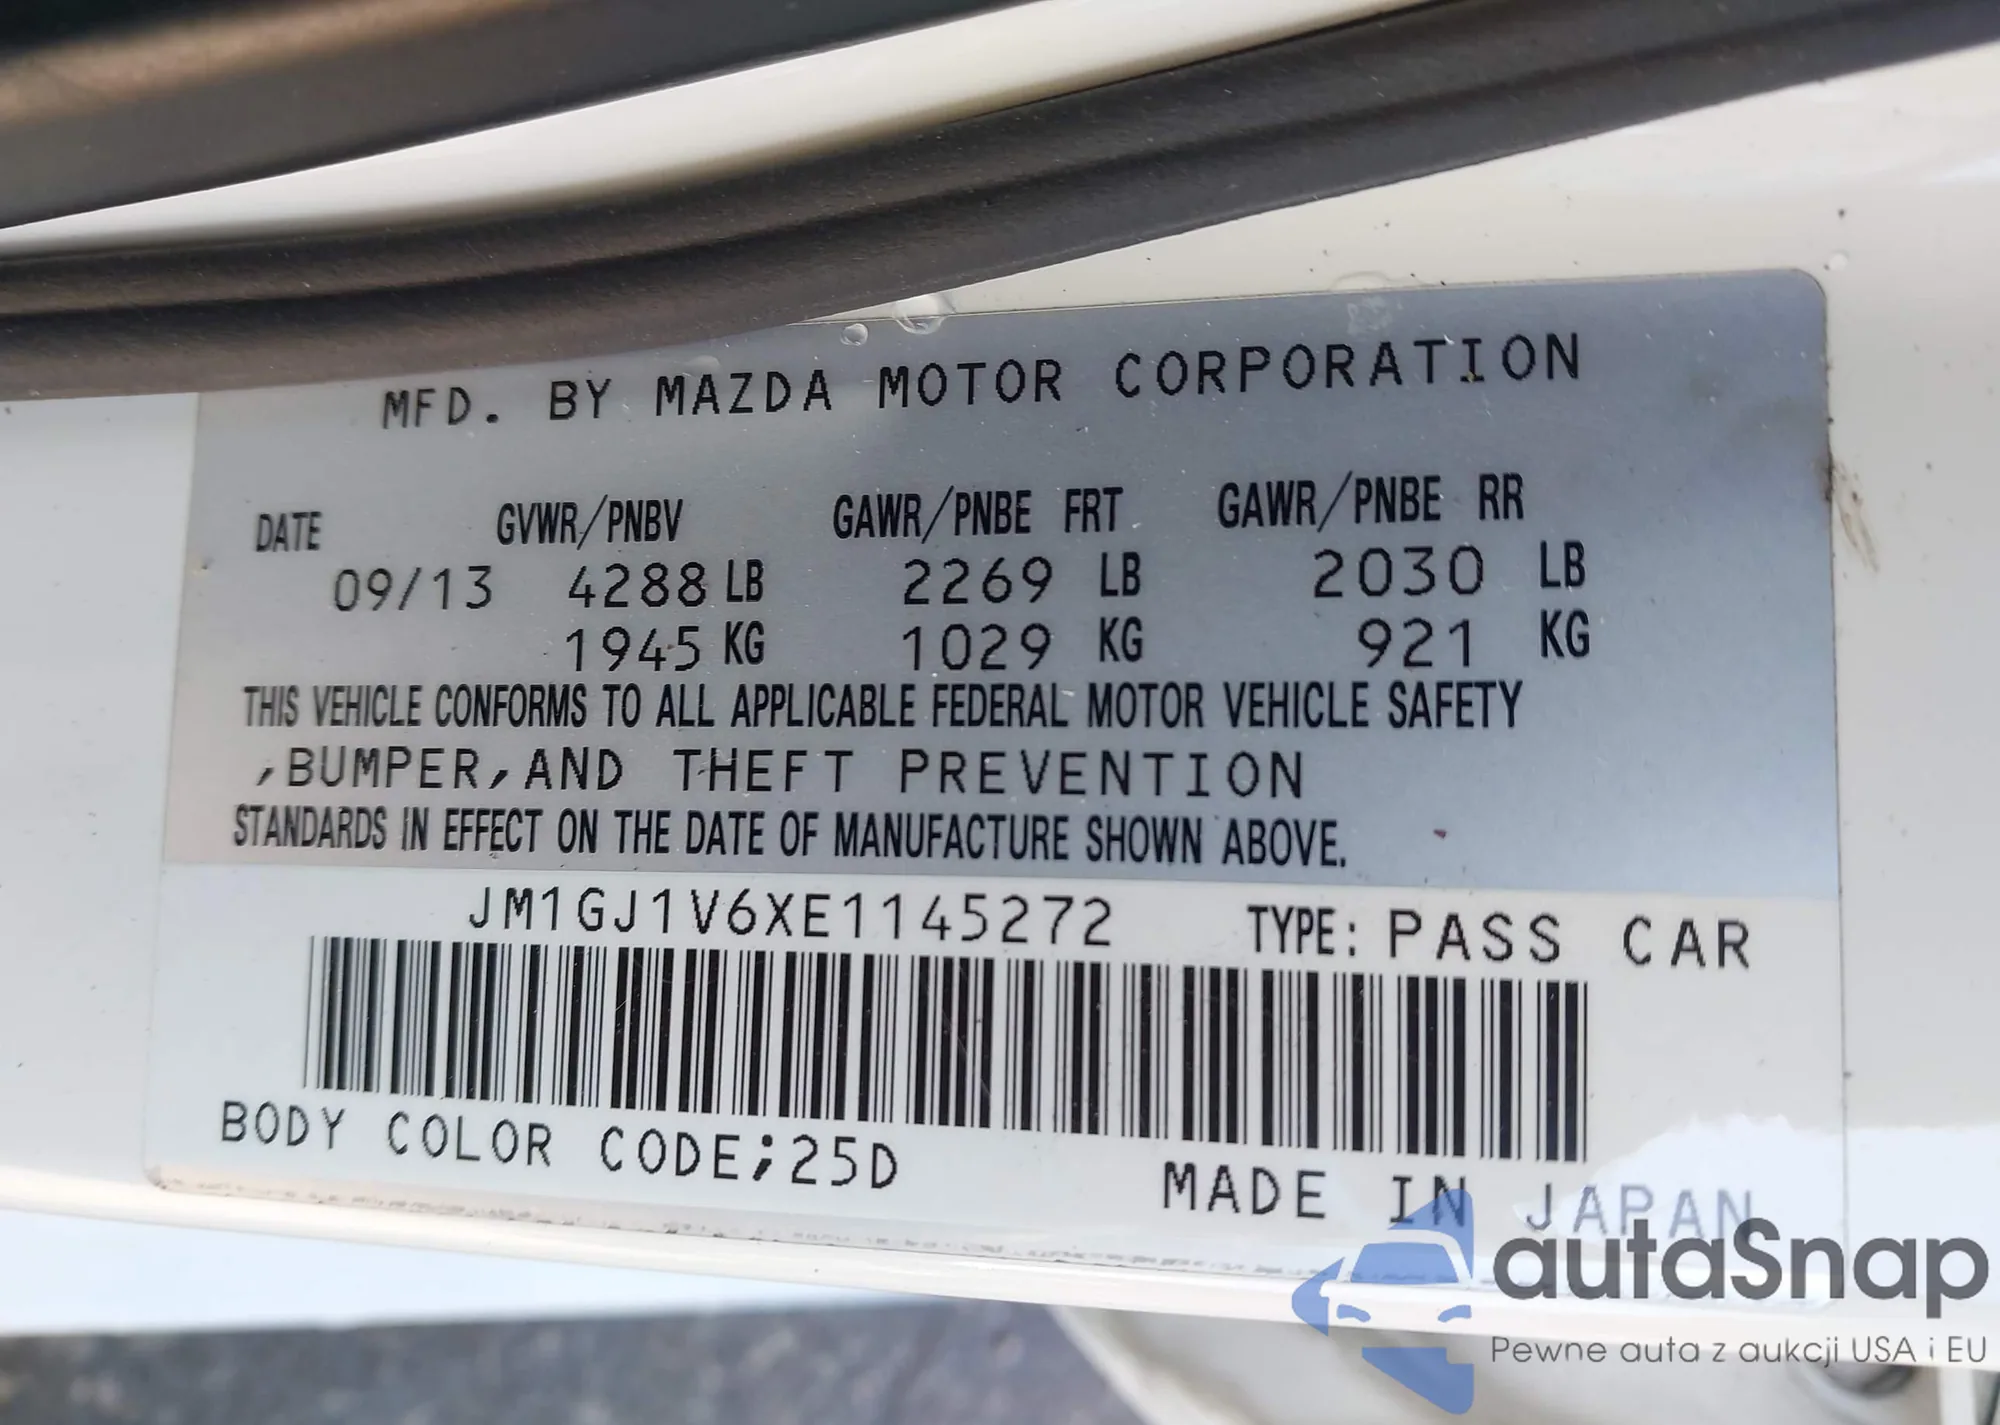 MFD. BY MAZDA MOTOR CORPORATION
DATE GVWR/PNBV GAWR/PNBE FRT GAWR/PNBE RR
09/13 4288 LB 2269 LB 2030 LB
1945 KG 1029 KG 921 KG
THIS VEHICLE CONFORMS TO ALL APPLICABLE FEDERAL MOTOR VEHICLE SAFETY
,BUMPER,AND THEFT PREVENTION
STANDARDS IN EFFECT ON THE DATE OF MANUFACTURE SHOWN ABOVE.
JM1GJ1V6XE1145272 TYPE: PASS CAR
BODY COLOR CODE;25D
MADE IN JAPAN
autaSnap
Pewne auta z aukcji USA i EU